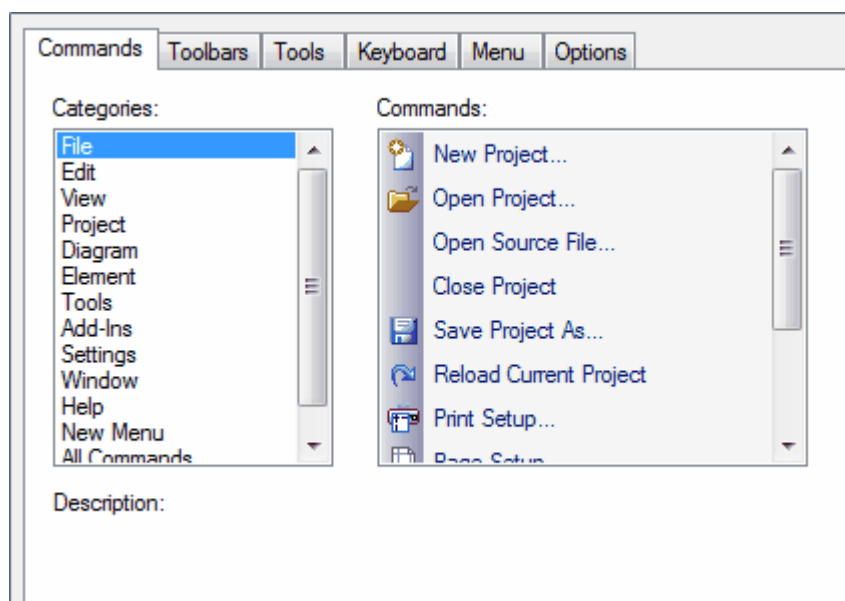 Commands Toolbars Tools Keyboard Menu Options
Categories:
File
Edit
View
Project
Diagram
Element
Tools
Add-Ins
Settings
Window
Help
New Menu
All Commands
Commands:
New Project...
Open Project...
Open Source File...
Close Project
Save Project As...
Reload Current Project
Print Setup...
Page Setup
Description: